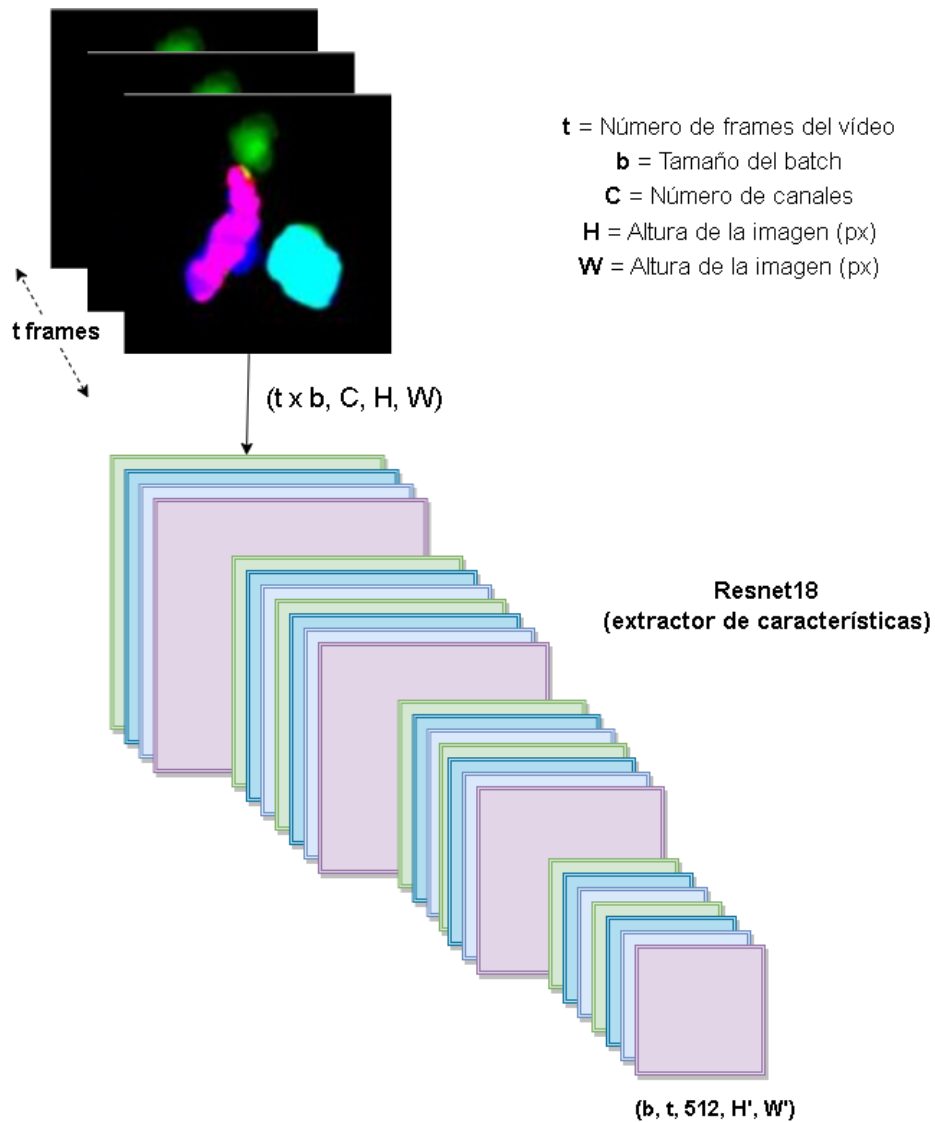 t = Número de frames del vídeo
b = Tamaño del batch
C = Número de canales
H = Altura de la imagen (px)
W = Altura de la imagen (px)
t frames
(t x b, C, H, W)
Resnet18
(extractor de característícas)
(b, t, 512, H', W')